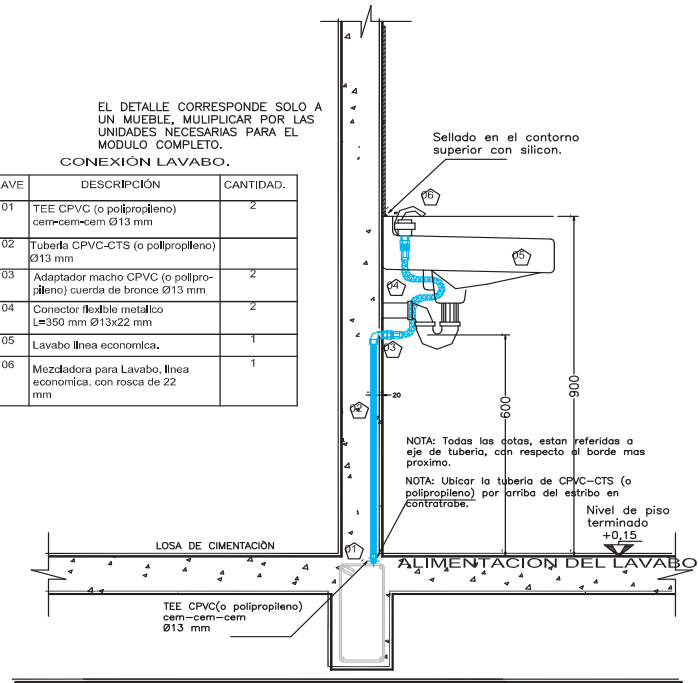 EL DETALLE CORRESPONDE SOLO A
UN MUEBLE, MULIPLICAR POR LAS
UNIDADES NECESARIAS PARA EL
MODULO COMPLETO.
CONEXIÓN LAVABO.
AVE DESCRIPCIÓN CANTIDAD.
01 TEE CPVC (o polipropileno) 2
cem-cem-cem Ø13 mm
02 Tuberia CPVC-CTS (o polipropileno)
Ø13 mm
03 Adaptador macho CPVC (o polipro- 2
pileno) cuerda de bronce Ø13 mm
04 Conector flexible metalico 2
L=350 mm Ø13x22 mm
05 Lavabo linea economica. 1
06 Mezcladora para Lavabo, linea 1
economica, con rosca de 22
mm
Sellado en el contorno
superior con silicon.
06
05
04
03
02
20
600
900
NOTA: Todas las cotas, estan referidas a
eje de tuberia, con respecto al borde mas
proximo.
NOTA: Ubicar la tuberia de CPVC-CTS (o
polipropileno) por arriba del estribo en
contratrabe.
Nivel de piso
terminado
+0,15
LOSA DE CIMENTACIÒN
01
ALIMENTACION DEL LAVABO
TEE CPVC(o polipropileno)
cem-cem-cem
Ø13 mm